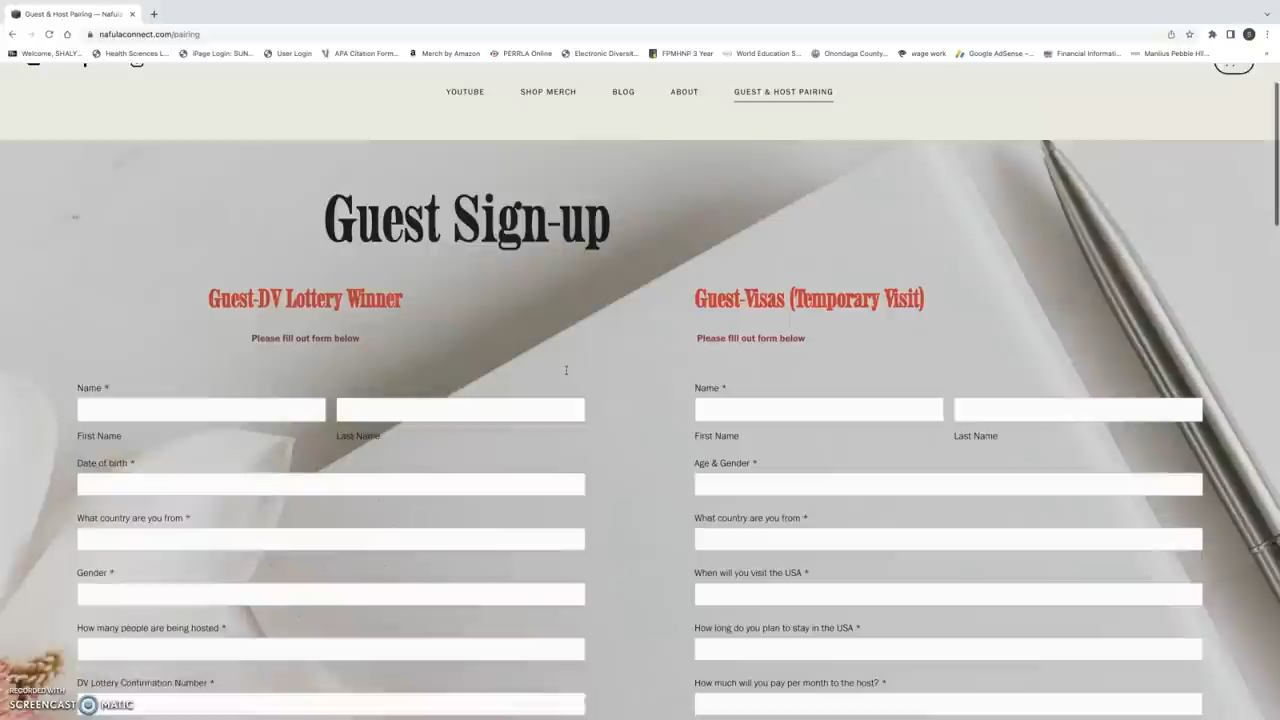 Guest & Host Pairing — Nafula
nafulaconnect.com/pairing
Welcome, SHALY...
Health Sciences L...
iPage Login: SUN...
User Login
APA Citation Form...
Merch by Amazon
PERRLA Online
Electronic Diversit...
FPMHNP 3 Year
World Education S...
Onondaga County...
wage work
Google AdSense –...
Financial Informati...
Manlius Pebble Hil...
YOUTUBE
SHOP MERCH
BLOG
ABOUT
GUEST & HOST PAIRING
Guest Sign-up
Guest-DV Lottery Winner
Please fill out form below
Name *
First Name
Last Name
Date of birth *
What country are you from *
Gender *
How many people are being hosted *
DV Lottery Confirmation Number *
Guest-Visas (Temporary Visit)
Please fill out form below
Name *
First Name
Last Name
Age & Gender *
What country are you from *
When will you visit the USA *
How long do you plan to stay in the USA *
How much will you pay per month to the host? *
RECORDED WITH
SCREENCAST MATIC